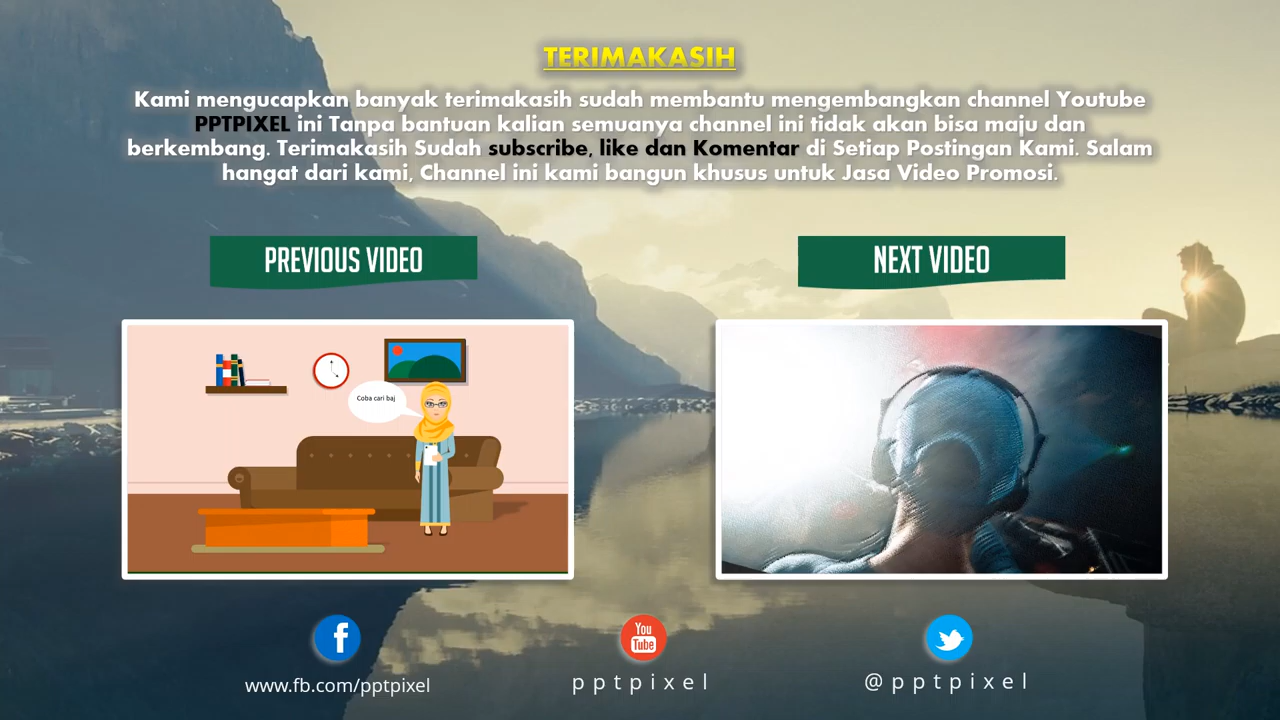 TERIMAKASIH
Kami mengucapkan banyak terimakasih sudah membantu mengembangkan channel Youtube
PPTPIXEL ini Tanpa bantuan kalian semuanya channel ini tidak akan bisa maju dan
berkembang. Terimakasih Sudah subscribe, like dan Komentar di Setiap Postingan Kami. Salam
hangat dari kami, Channel ini kami bangun khusus untuk Jasa Video Promosi.
PREVIOUS VIDEO
NEXT VIDEO
Coba cari baj
f
You
Tube
www.fb.com/pptpixel
pptpixel
@pptpixel